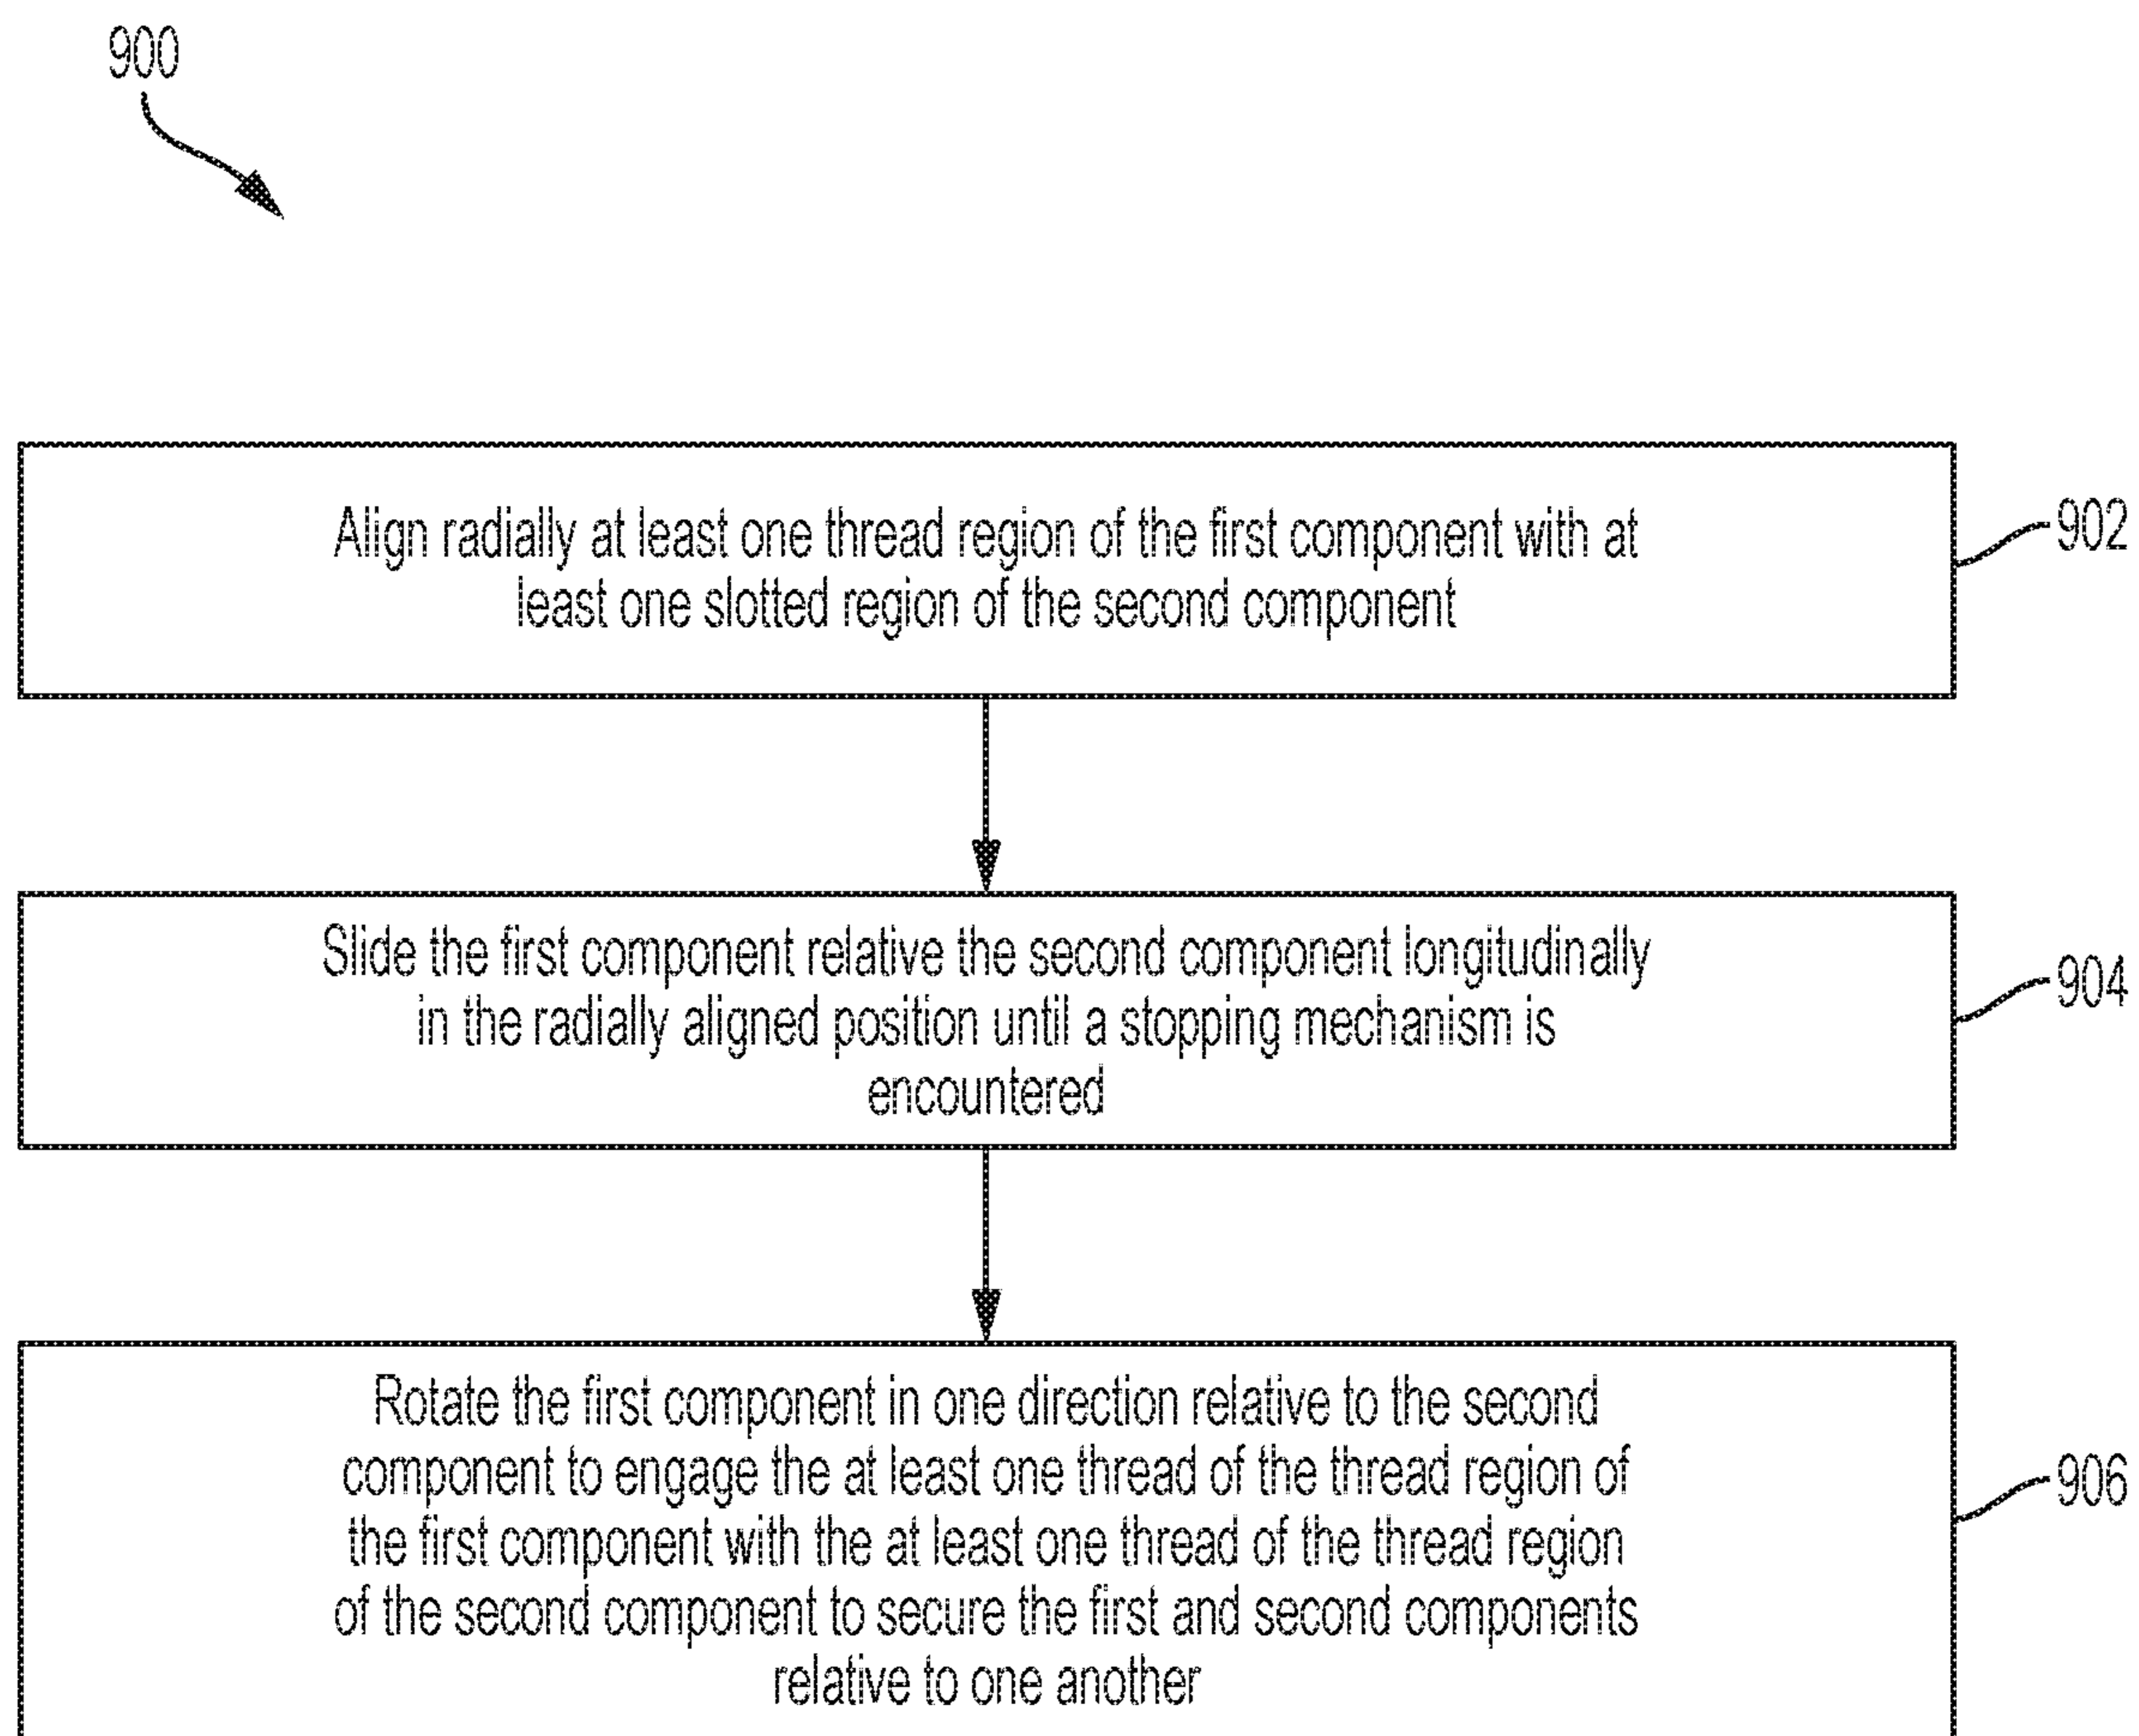 900
Align radially at least one thread region of the first component with at
least one slotted region of the second component
902
Slide the first component relative the second component longitudinally
in the radially aligned position until a stopping mechanism is
encountered
904
Rotate the first component in one direction relative to the second
component to engage the at least one thread of the thread region of
the first component with the at least one thread of the thread region
of the second component to secure the first and second components
relative to one another
906